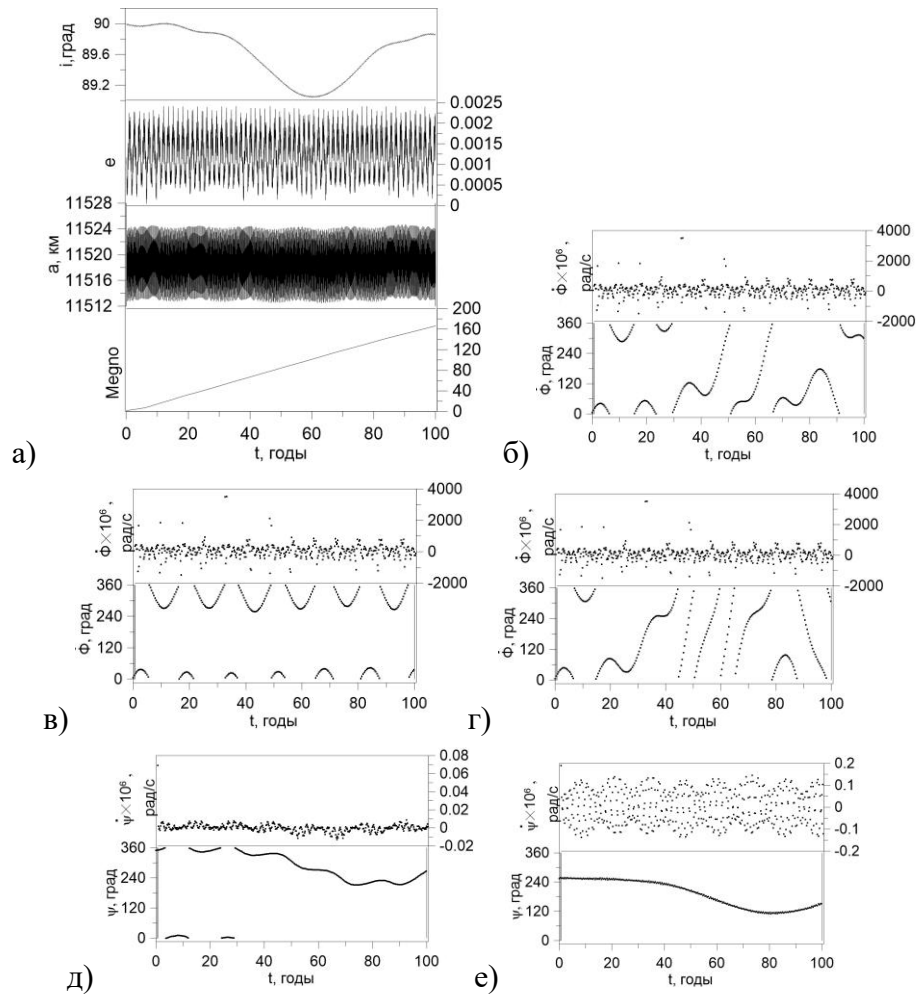 i,град
90
89.6
89.2
e
0.0025
0.002
0.0015
0.001
0.0005
0
a, км
11528
11524
11520
11516
11512
Megno
200
160
120
80
40
0
0 20 40 60 80 100
t, годы
а)
Φ̇×10⁶ ,
рад/с
4000
2000
0
-2000
Φ, град
360
240
120
0
0 20 40 60 80 100
t, годы
б)
Φ̇×10⁶ ,
рад/с
4000
2000
0
-2000
Φ, град
360
240
120
0
0 20 40 60 80 100
t, годы
в)
Φ̇×10⁶ ,
рад/с
4000
2000
0
-2000
Φ, град
360
240
120
0
0 20 40 60 80 100
t, годы
г)
ψ̇×10⁶ ,
рад/с
0.08
0.06
0.04
0.02
0
-0.02
ψ, град
360
240
120
0
0 20 40 60 80 100
t, годы
д)
ψ̇×10⁶ ,
рад/с
0.2
0.1
0
-0.1
-0.2
ψ, град
360
240
120
0
0 20 40 60 80 100
t, годы
е)